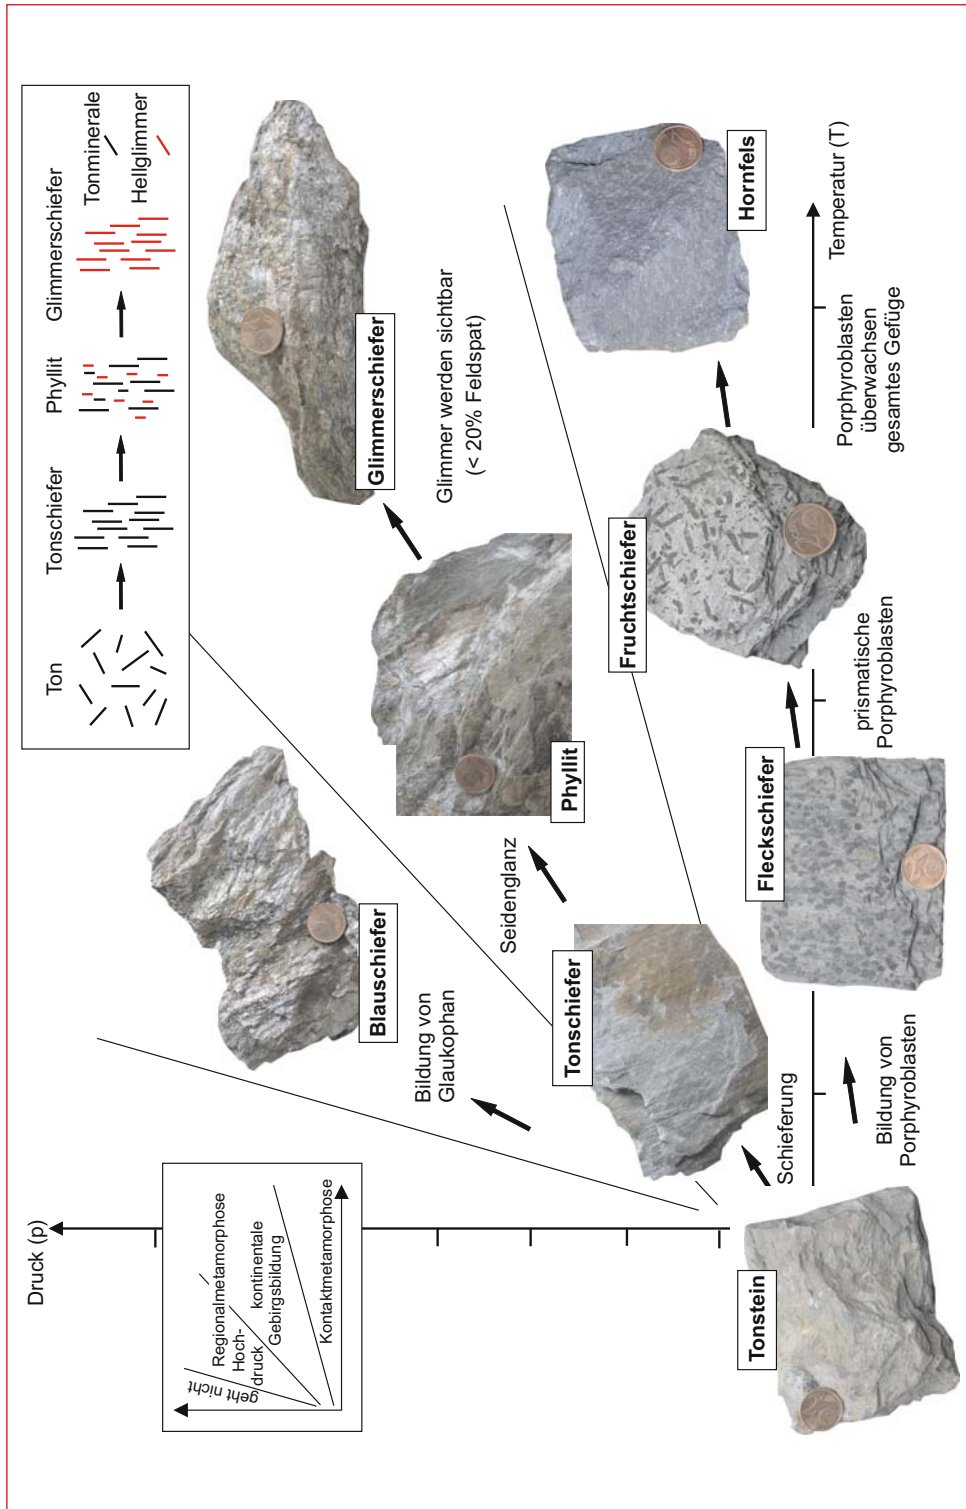 Druck (p)
geht nicht
Regionalmetamorphose
Hoch-
druck
kontinentale
Gebirgsbildung
Kontaktmetamorphose
Ton
Tonschiefer
Phyllit
Glimmerschiefer
Tonminerale
Hellglimmer
Blauschiefer
Bildung von
Glaukophan
Tonstein
Schieferung
Tonschiefer
Seidenglanz
Phyllit
Glimmer werden sichtbar
(< 20% Feldspat)
Glimmerschiefer
Bildung von
Porphyroblasten
Fleckschiefer
prismatische
Porphyroblasten
Fruchtschiefer
Porphyroblasten
überwachsen
gesamtes Gefüge
Hornfels
Temperatur (T)